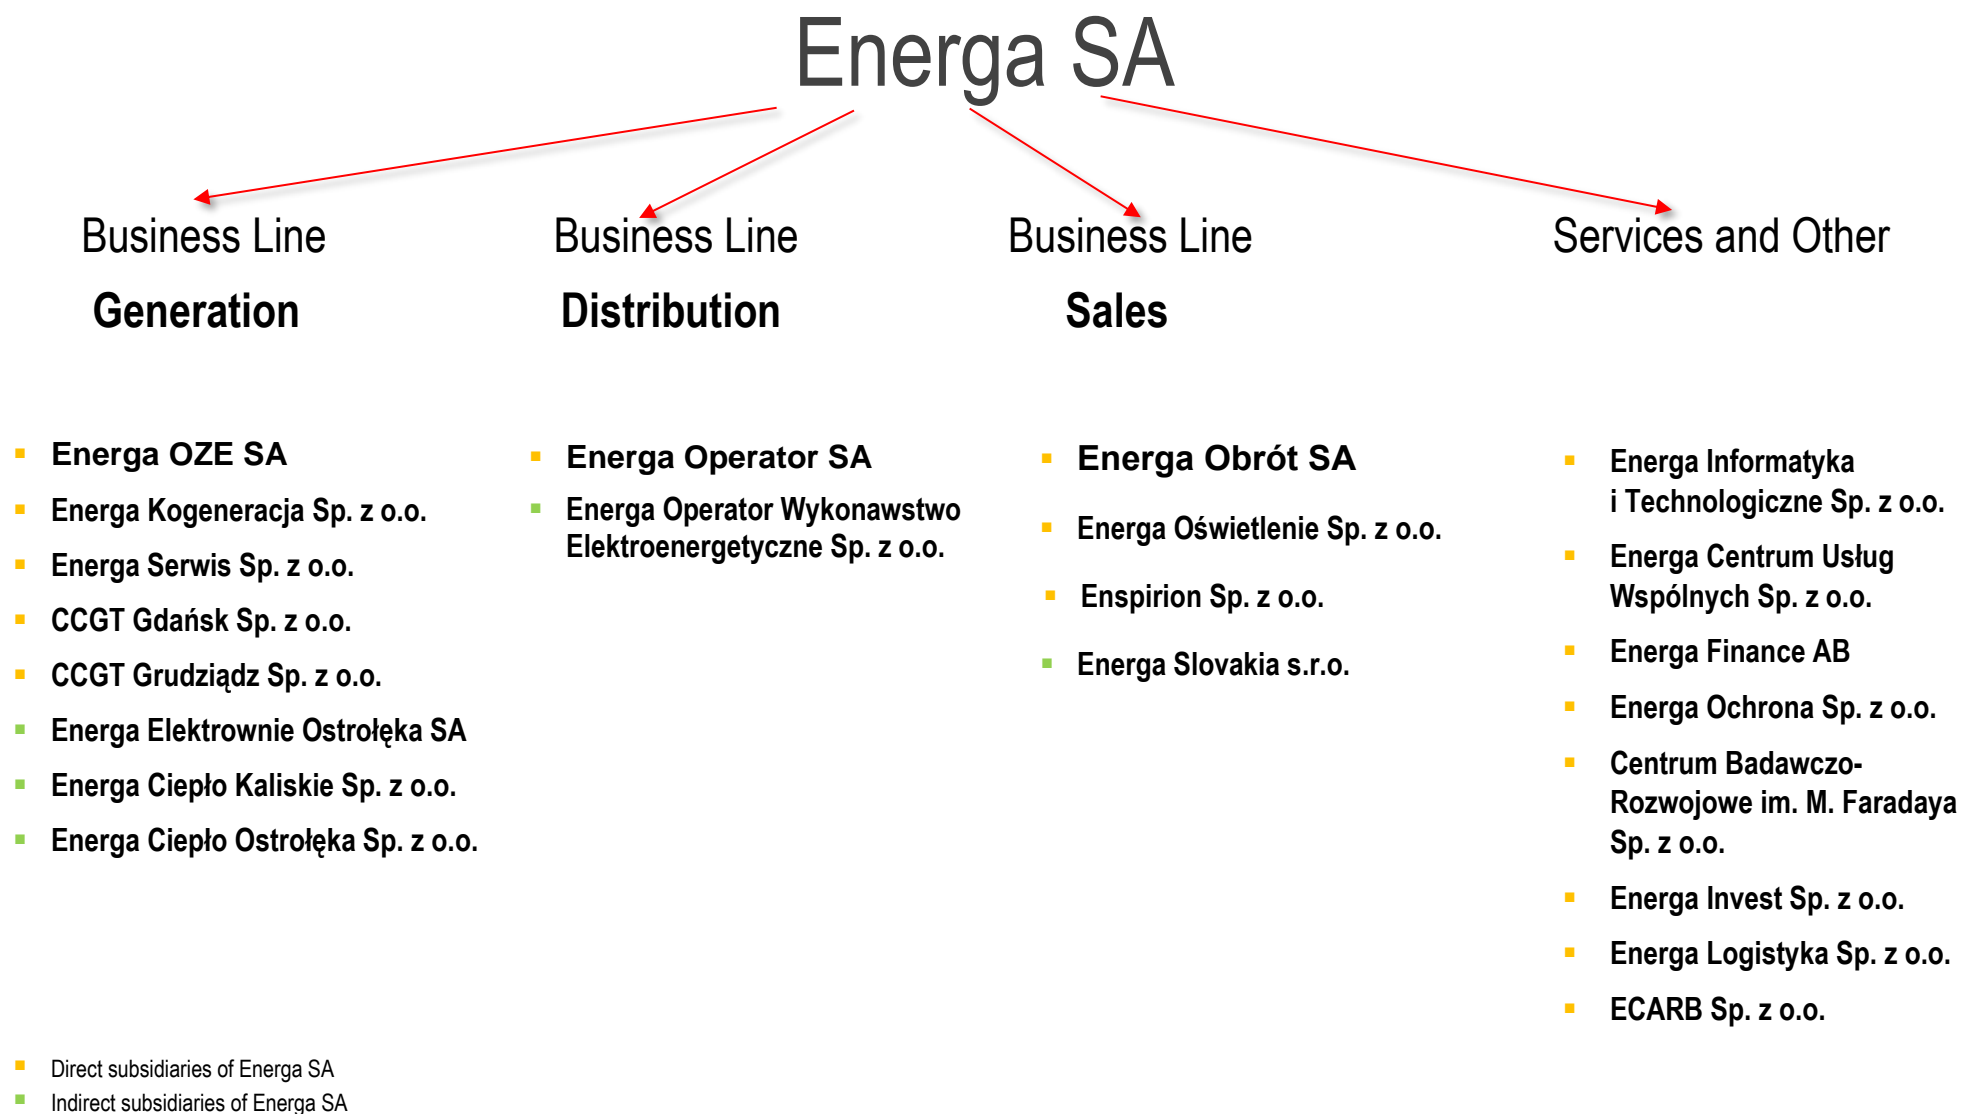 Energa SA
Business Line
Generation
Business Line
Distribution
Business Line
Sales
Services and Other
Energa OZE SA
Energa Kogeneracja Sp. z o.o.
Energa Serwis Sp. z o.o.
CCGT Gdańsk Sp. z o.o.
CCGT Grudziądz Sp. z o.o.
Energa Elektrownie Ostrołęka SA
Energa Ciepło Kaliskie Sp. z o.o.
Energa Ciepło Ostrołęka Sp. z o.o.
Energa Operator SA
Energa Operator Wykonawstwo
Elektroenergetyczne Sp. z o.o.
Energa Obrót SA
Energa Oświetlenie Sp. z o.o.
Enspirion Sp. z o.o.
Energa Slovakia s.r.o.
Energa Informatyka
i Technologiczne Sp. z o.o.
Energa Centrum Usług
Wspólnych Sp. z o.o.
Energa Finance AB
Energa Ochrona Sp. z o.o.
Centrum Badawczo-
Rozwojowe im. M. Faradaya
Sp. z o.o.
Energa Invest Sp. z o.o.
Energa Logistyka Sp. z o.o.
ECARB Sp. z o.o.
Direct subsidiaries of Energa SA
Indirect subsidiaries of Energa SA